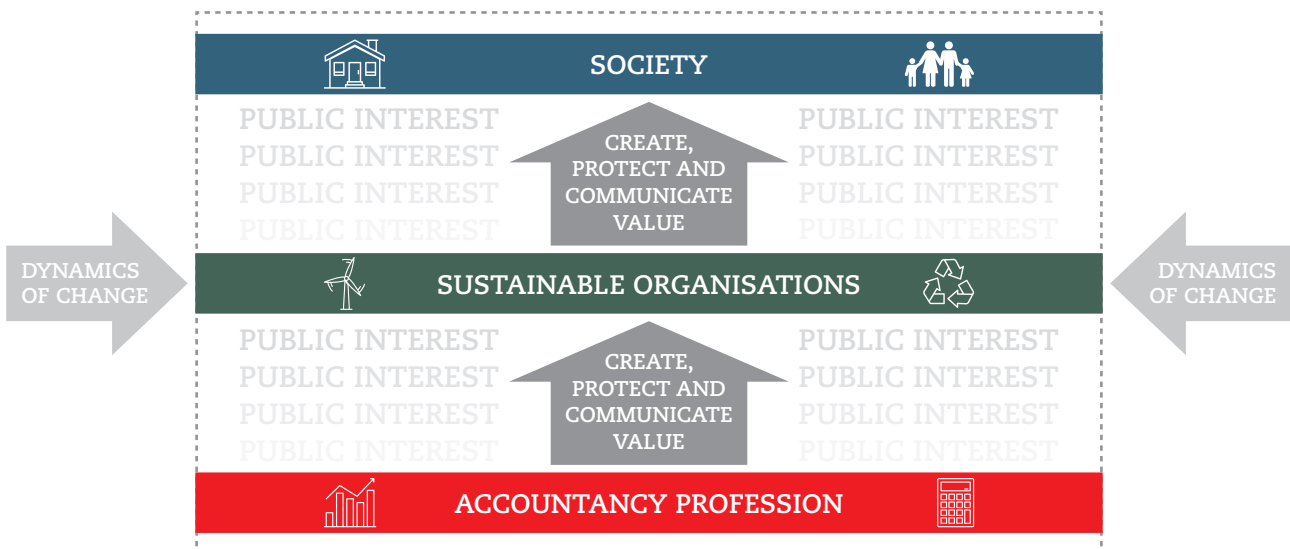 SOCIETY
PUBLIC INTEREST
PUBLIC INTEREST
PUBLIC INTEREST
PUBLIC INTEREST
CREATE,
PROTECT AND
COMMUNICATE
VALUE
PUBLIC INTEREST
PUBLIC INTEREST
PUBLIC INTEREST
PUBLIC INTEREST
DYNAMICS
OF CHANGE
SUSTAINABLE ORGANISATIONS
DYNAMICS
OF CHANGE
PUBLIC INTEREST
PUBLIC INTEREST
PUBLIC INTEREST
PUBLIC INTEREST
CREATE,
PROTECT AND
COMMUNICATE
VALUE
PUBLIC INTEREST
PUBLIC INTEREST
PUBLIC INTEREST
PUBLIC INTEREST
ACCOUNTANCY PROFESSION